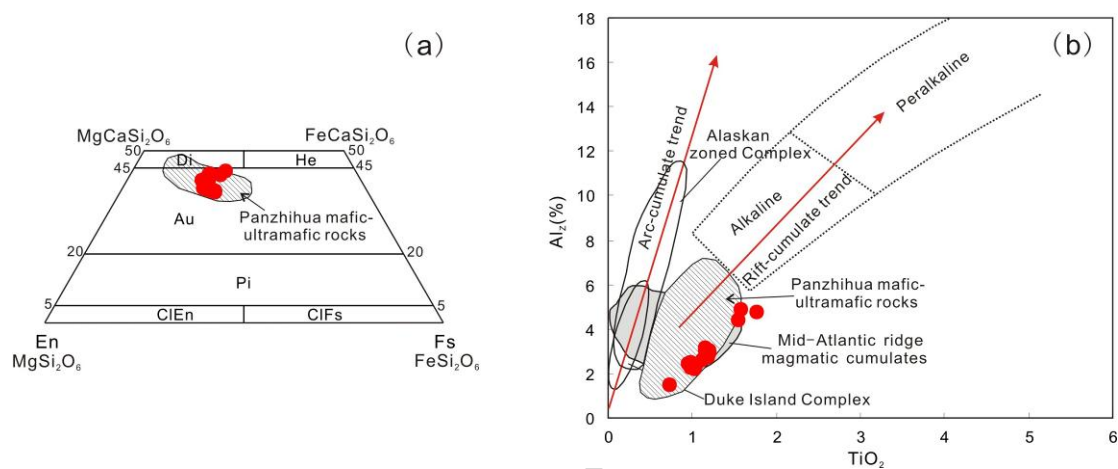 (a)
MgCaSi₂O₆
FeCaSi₂O₆
50
50
45
45
Di
He
Au
Panzhihua mafic-
ultramafic rocks
20
20
Pi
5
5
ClEn
ClFs
En
MgSi₂O₆
Fs
FeSi₂O₆
(b)
18
16
14
12
10
8
6
4
2
0
Al_Z(%)
0
1
2
3
4
5
6
TiO₂
Arc-cumulate trend
Alaskan
zoned Complex
Peralkaline
Alkaline
Rift-cumulate trend
Panzhihua mafic-
ultramafic rocks
Mid-Atlantic ridge
magmatic cumulates
Duke Island Complex